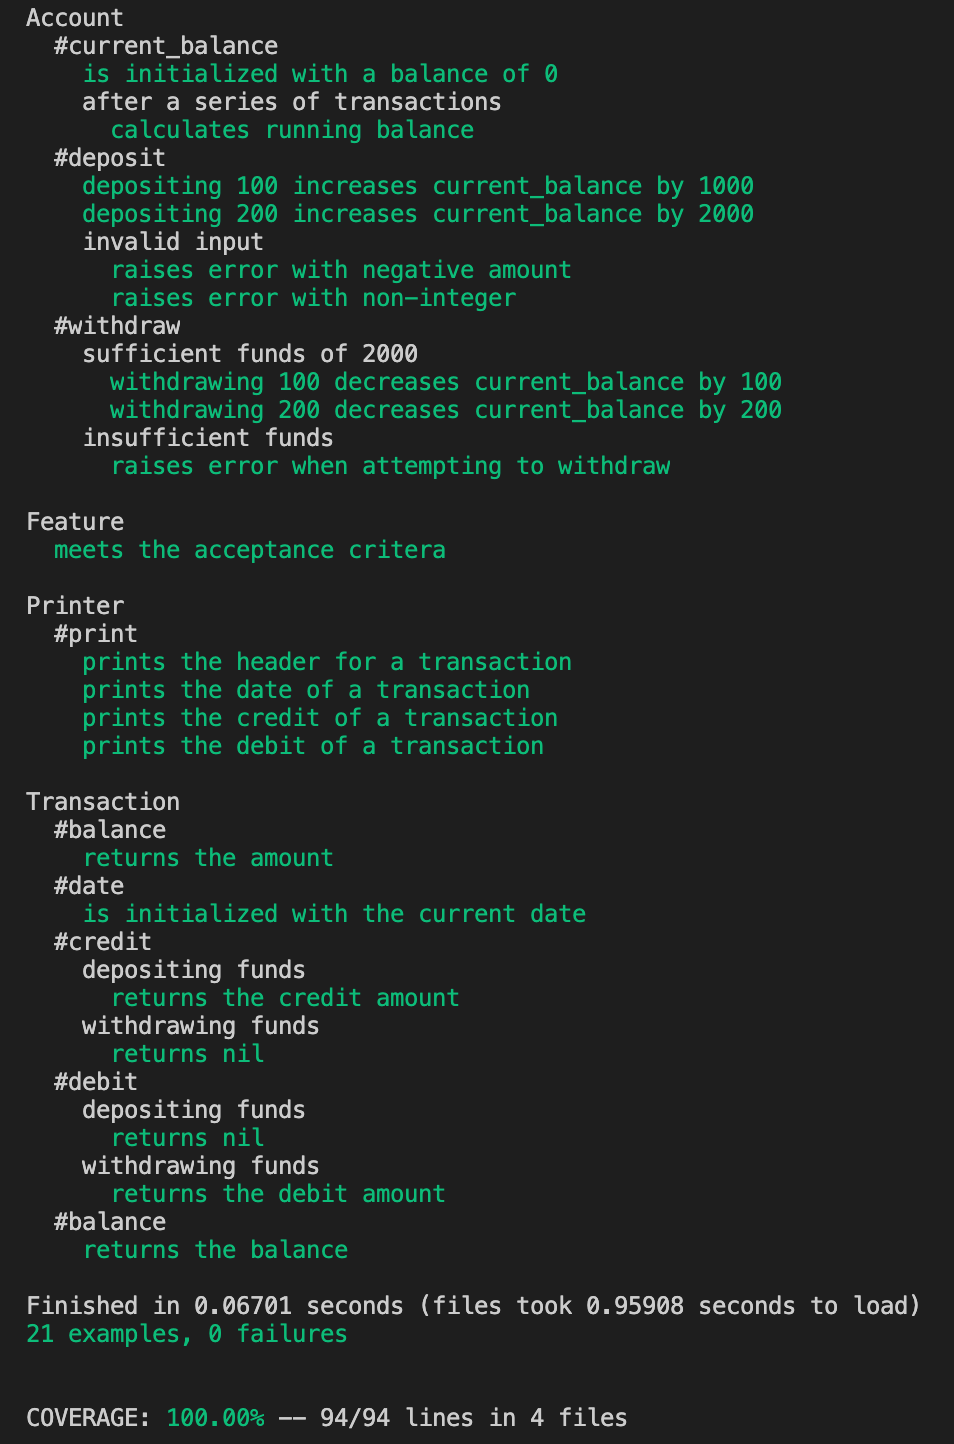 Account
#current_balance
is initialized with a balance of 0
after a series of transactions
calculates running balance
#deposit
depositing 100 increases current_balance by 1000
depositing 200 increases current_balance by 2000
invalid input
raises error with negative amount
raises error with non-integer
#withdraw
sufficient funds of 2000
withdrawing 100 decreases current_balance by 100
withdrawing 200 decreases current_balance by 200
insufficient funds
raises error when attempting to withdraw
Feature
meets the acceptance critera
Printer
#print
prints the header for a transaction
prints the date of a transaction
prints the credit of a transaction
prints the debit of a transaction
Transaction
#balance
returns the amount
#date
is initialized with the current date
#credit
depositing funds
returns the credit amount
withdrawing funds
returns nil
#debit
depositing funds
returns nil
withdrawing funds
returns the debit amount
#balance
returns the balance
Finished in 0.06701 seconds (files took 0.95908 seconds to load)
21 examples, 0 failures
COVERAGE: 100.00% -- 94/94 lines in 4 files